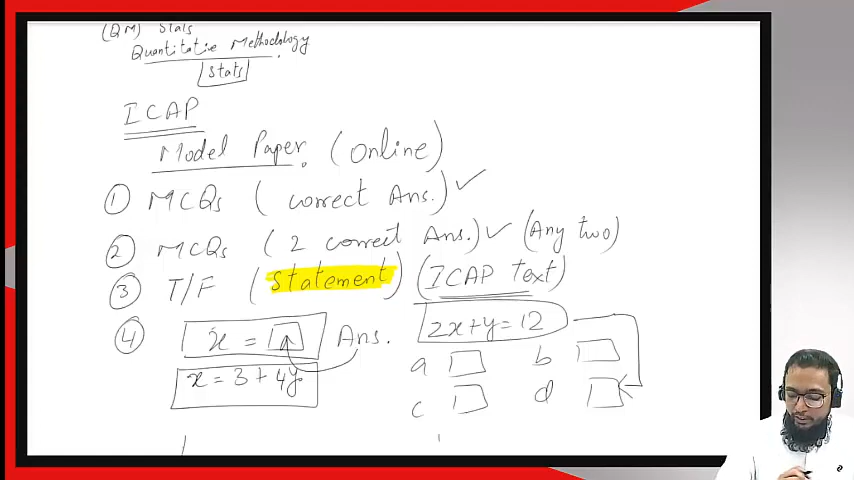 (QM) Stats
Quantitative Methodology
Stats
ICAP
Model Paper. (Online)
① MCQs ( correct Ans.) ✓
② MCQs ( 2 correct Ans.) ✓ (Any two)
③ T/F ( Statement ) (ICAP text)
④ x = Ans. 2x+y=12
x = 3 + 4y
a b
c d